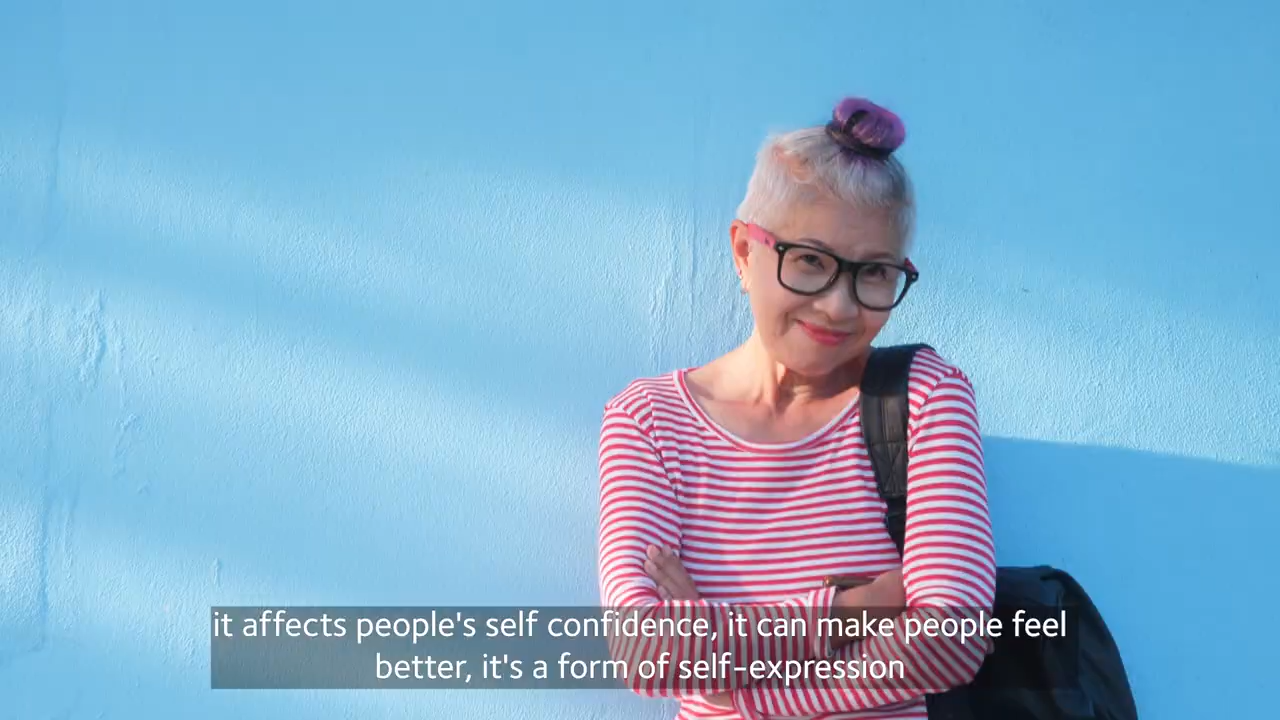 it affects people's self confidence, it can make people feel
better, it's a form of self-expression